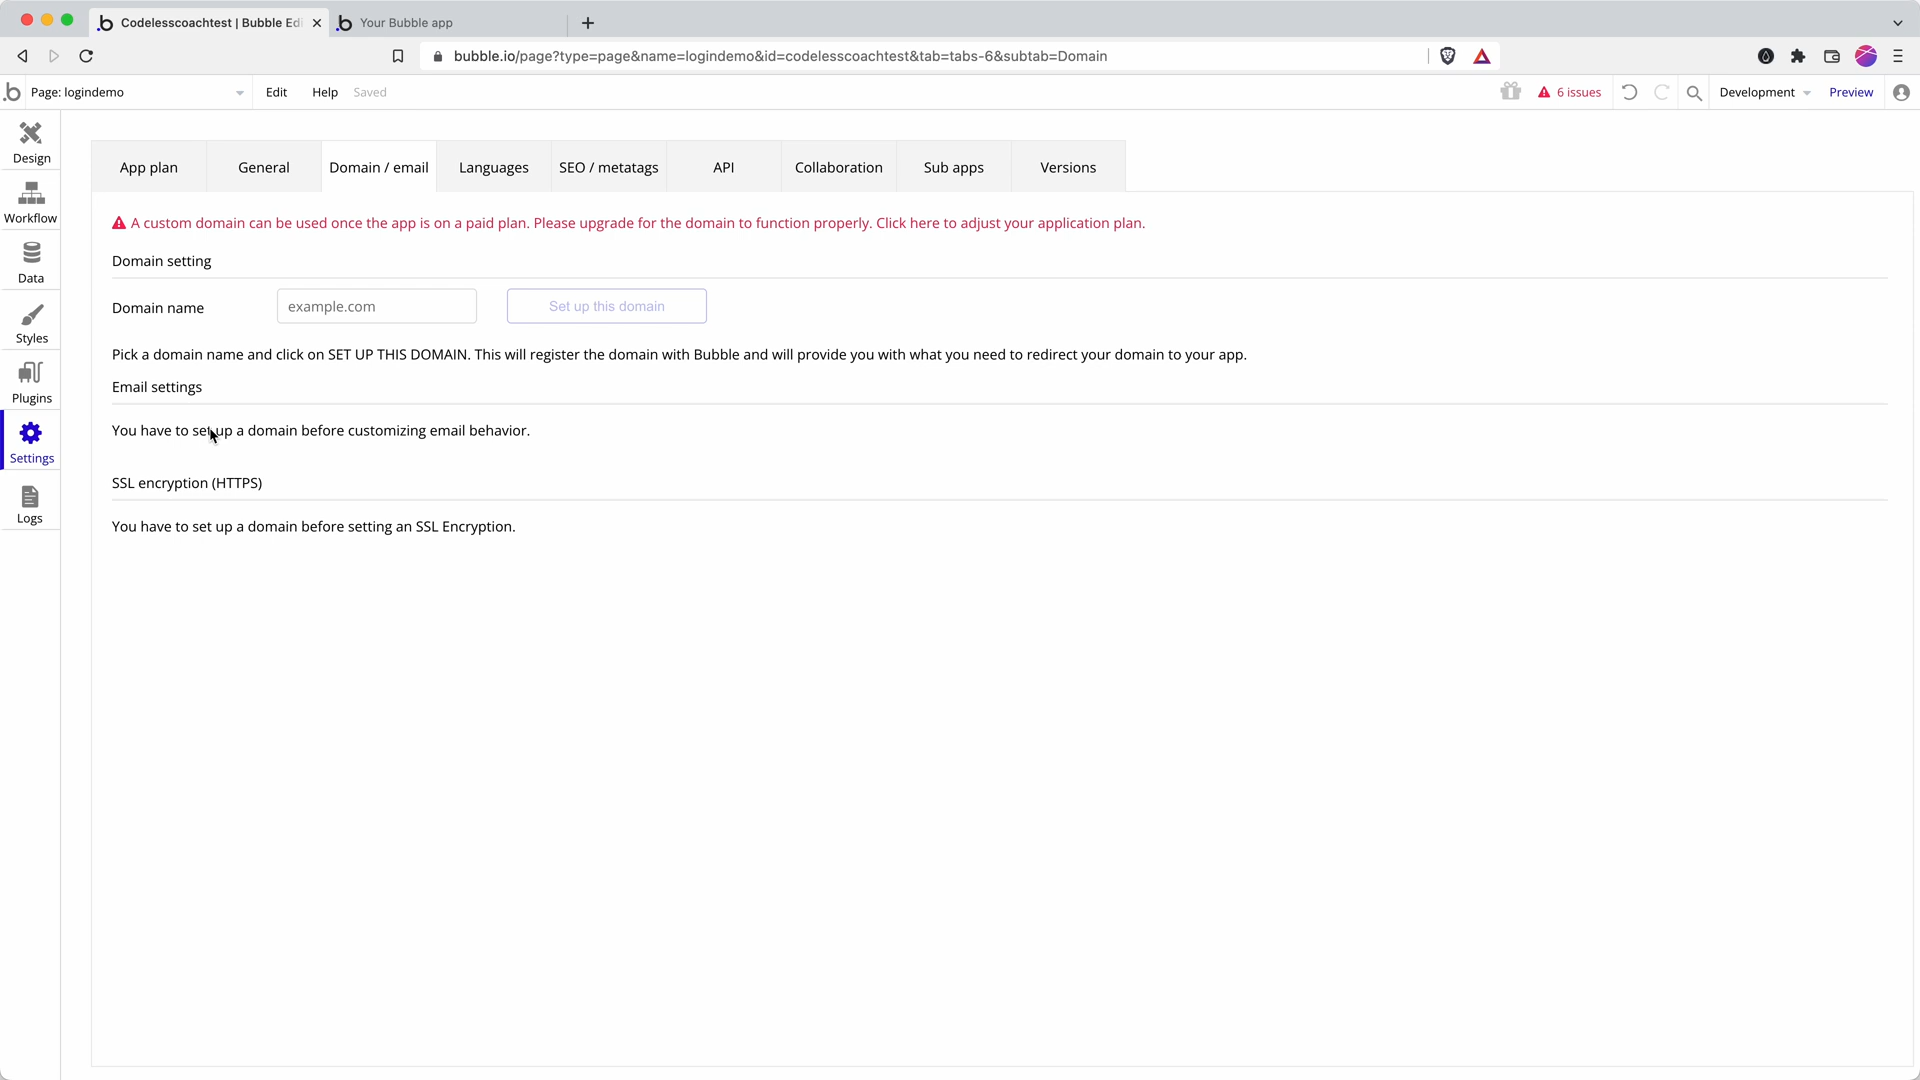 Codelesscoachtest | Bubble Edi
Your Bubble app
bubble.io/page?type=page&name=logindemo&id=codelesscoachtest&tab=tabs-6&subtab=Domain
Page: logindemo
Edit
Help
Saved
6 issues
Development
Preview
Design
Workflow
Data
Styles
Plugins
Settings
Logs
App plan
General
Domain / email
Languages
SEO / metatags
API
Collaboration
Sub apps
Versions
A custom domain can be used once the app is on a paid plan. Please upgrade for the domain to function properly. Click here to adjust your application plan.
Domain setting
Domain name
example.com
Set up this domain
Pick a domain name and click on SET UP THIS DOMAIN. This will register the domain with Bubble and will provide you with what you need to redirect your domain to your app.
Email settings
You have to set up a domain before customizing email behavior.
SSL encryption (HTTPS)
You have to set up a domain before setting an SSL Encryption.